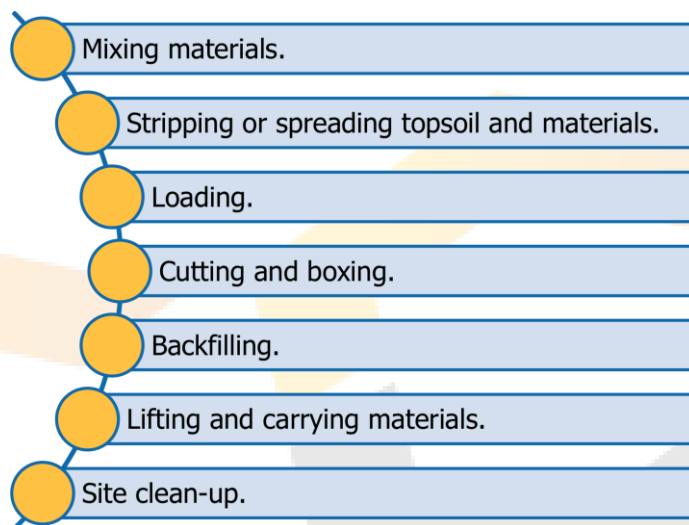 Mixing materials.
Stripping or spreading topsoil and materials.
Loading.
Cutting and boxing.
Backfilling.
Lifting and carrying materials.
Site clean-up.